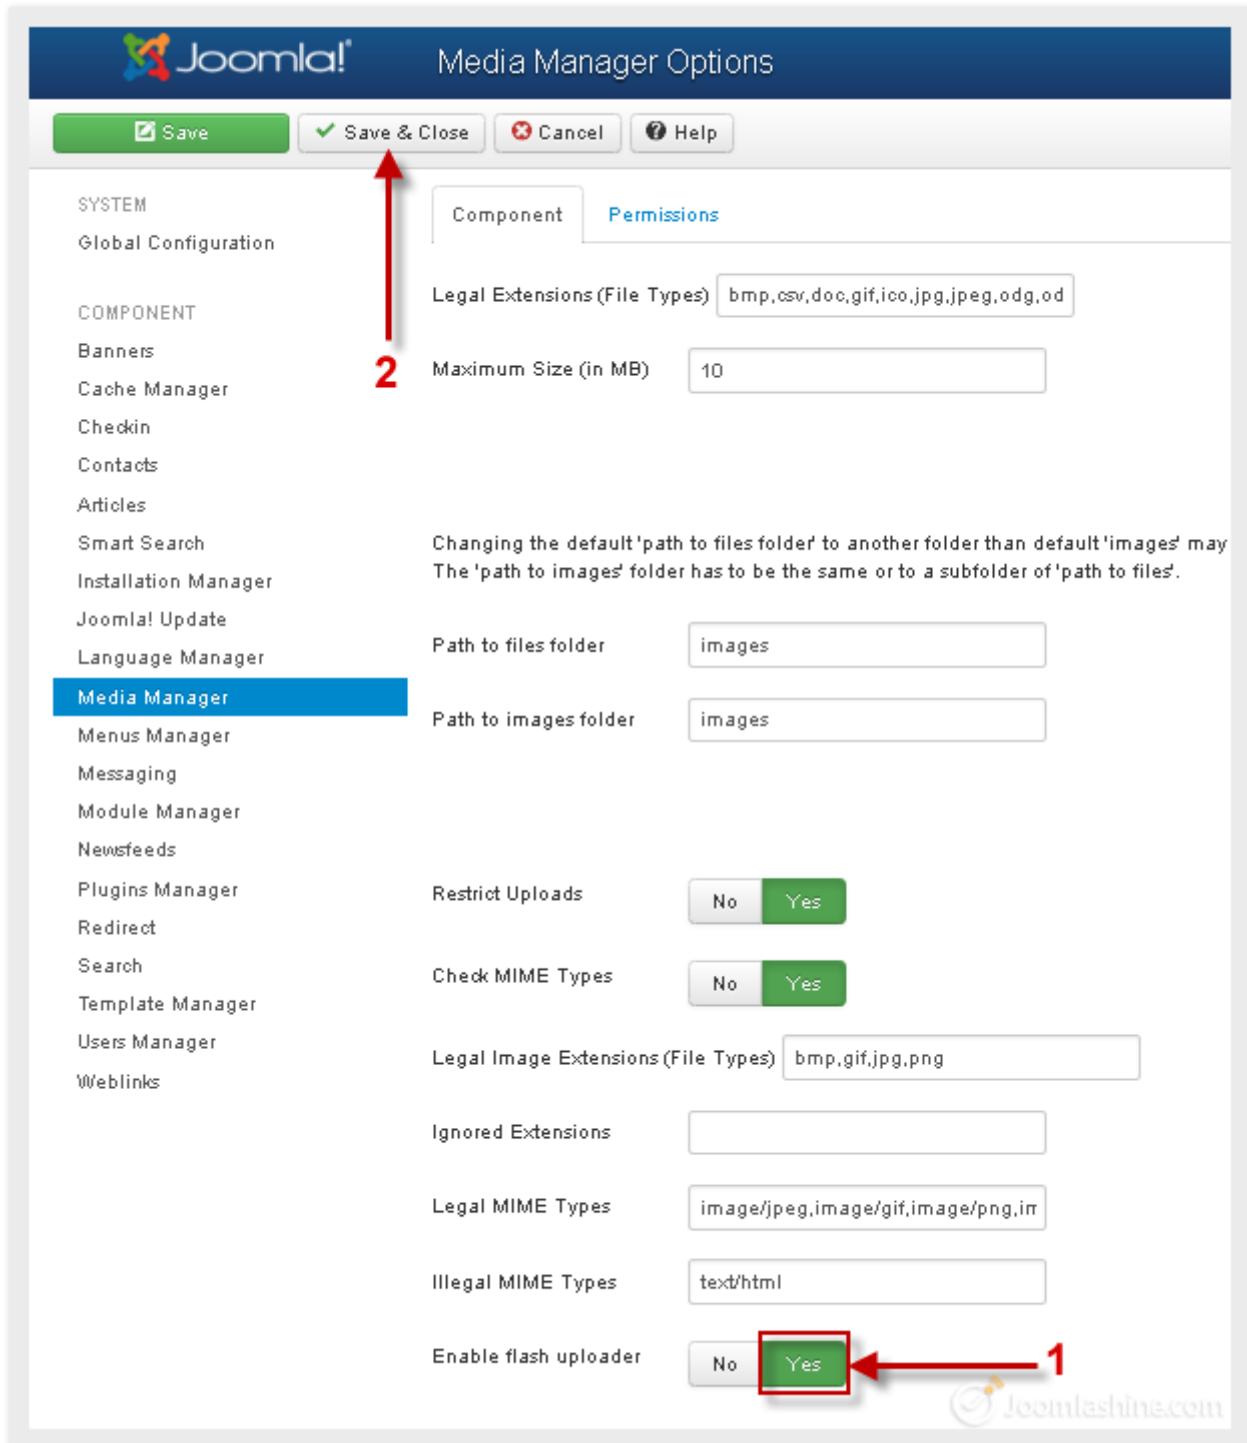 Joomla!
Media Manager Options
Save
Save & Close
Cancel
Help
SYSTEM
Global Configuration
COMPONENT
Banners
Cache Manager
Checkin
Contacts
Articles
Smart Search
Installation Manager
Joomla! Update
Language Manager
Media Manager
Menus Manager
Messaging
Module Manager
Newsfeeds
Plugins Manager
Redirect
Search
Template Manager
Users Manager
Weblinks
2
Component
Permissions
Legal Extensions (File Types) bmp,csv,doc,gif,ico,jpg,jpeg,odg,od
Maximum Size (in MB) 10
Changing the default 'path to files folder' to another folder than default 'images' may
The 'path to images' folder has to be the same or to a subfolder of 'path to files'.
Path to files folder images
Path to images folder images
Restrict Uploads No Yes
Check MIME Types No Yes
Legal Image Extensions (File Types) bmp,gif,jpg,png
Ignored Extensions
Legal MIME Types image/jpeg,image/gif,image/png,im
Illegal MIME Types text/html
Enable flash uploader No Yes 1
Joomlashine.com